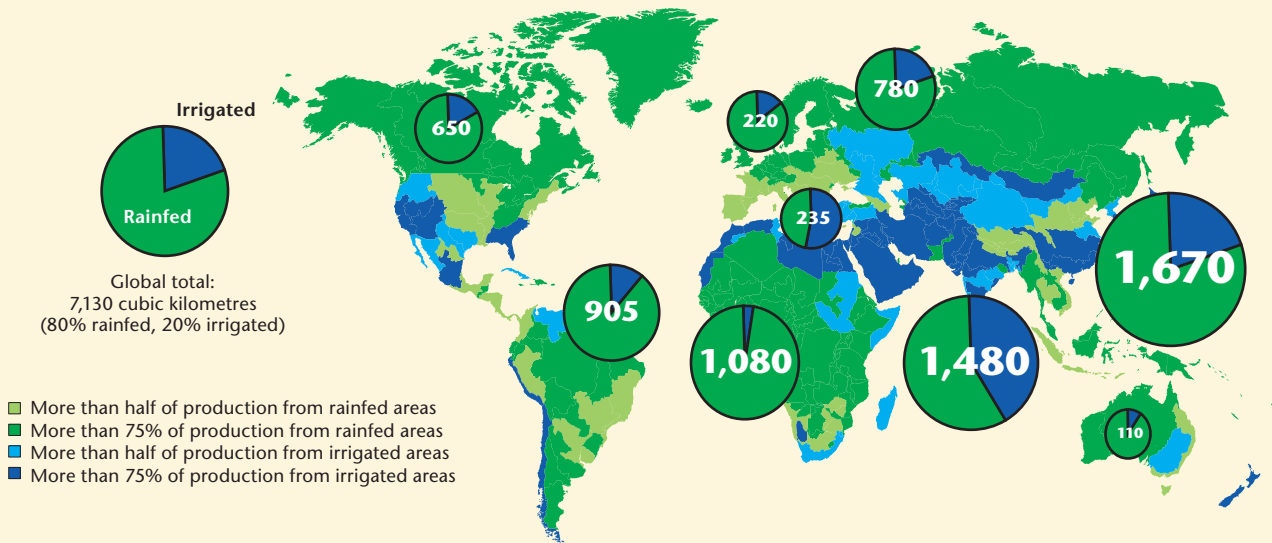 Irrigated
Rainfed
Global total:
7,130 cubic kilometres
(80% rainfed, 20% irrigated)
650
220
780
235
1,670
905
1,080
1,480
110
More than half of production from rainfed areas
More than 75% of production from rainfed areas
More than half of production from irrigated areas
More than 75% of production from irrigated areas